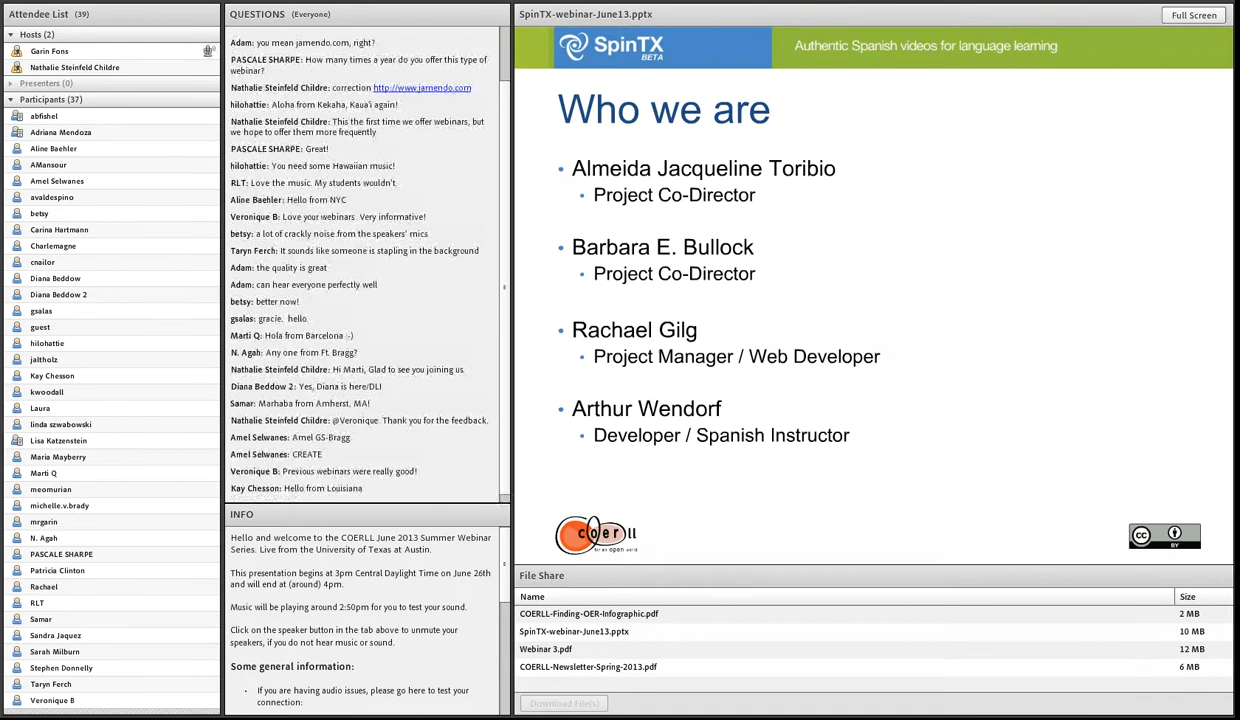 Attendee List (39)
Hosts (2)
Garin Fons
Nathalie Steinfeld Childre
Presenters (0)
Participants (37)
abfishel
Adriana Mendoza
Aline Baehler
AMansour
Amel Selwanes
avaldespino
betsy
Carina Hartmann
Charlemagne
cnailor
Diana Beddow
Diana Beddow 2
gsalas
guest
hilohattie
jaltholz
Kay Chesson
kwoodall
Laura
linda szwabowski
Lisa Katzenstein
Maria Mayberry
Marti Q
meomurian
michelle.v.brady
mrgarin
N. Agah
PASCALE SHARPE
Patricia Clinton
Rachael
RLT
Samar
Sandra Jaquez
Sarah Milburn
Stephen Donnelly
Taryn Ferch
Veronique B
QUESTIONS (Everyone)
Adam: you mean jamendo.com, right?
PASCALE SHARPE: How many times a year do you offer this type of
webinar?
Nathalie Steinfeld Childre: correction http://www.jamendo.com
hilohattie: Aloha from Kekaha, Kaua'i again!
Nathalie Steinfeld Childre: This the first time we offer webinars, but
we hope to offer them more frequently
PASCALE SHARPE: Great!
hilohattie: You need some Hawaiian music!
RLT: Love the music. My students wouldn't.
Aline Baehler: Hello from NYC
Veronique B: Love your webinars Very informative!
betsy: a lot of crackly noise from the speakers' mics
Taryn Ferch: It sounds like someone is stapling in the background
Adam: the quality is great
Adam: can hear everyone perfectly well
betsy: better now!
gsalas: gracie, hello.
Marti Q: Hola from Barcelona :-)
N. Agah: Any one from Ft. Bragg?
Nathalie Steinfeld Childre: Hi Marti, Glad to see you joining us.
Diana Beddow 2: Yes, Diana is here/DLI
Samar: Marhaba from Amherst, MA!
Nathalie Steinfeld Childre: @Veronique. Thank you for the feedback.
Amel Selwanes: Amel GS-Bragg.
Amel Selwanes: CREATE
Veronique B: Previous webinars were really good!
Kay Chesson: Hello from Louisiana
INFO
Hello and welcome to the COERLL June 2013 Summer Webinar
Series. Live from the University of Texas at Austin.
This presentation begins at 3pm Central Daylight Time on June 26th
and will end at (around) 4pm.
Music will be playing around 2:50pm for you to test your sound.
Click on the speaker button in the tab above to unmute your
speakers, if you do not hear music or sound.
Some general information:
• If you are having audio issues, please go here to test your
connection:
SpinTX-webinar-June13.pptx
Full Screen
SpinTX
BETA
Authentic Spanish videos for language learning
Who we are
• Almeida Jacqueline Toribio
• Project Co-Director
• Barbara E. Bullock
• Project Co-Director
• Rachael Gilg
• Project Manager / Web Developer
• Arthur Wendorf
• Developer / Spanish Instructor
coerll
for an open world
cc
BY
File Share
Name Size
COERLL-Finding-OER-Infographic.pdf 2 MB
SpinTX-webinar-June13.pptx 10 MB
Webinar 3.pdf 12 MB
COERLL-Newsletter-Spring-2013.pdf 6 MB
Download File(s)